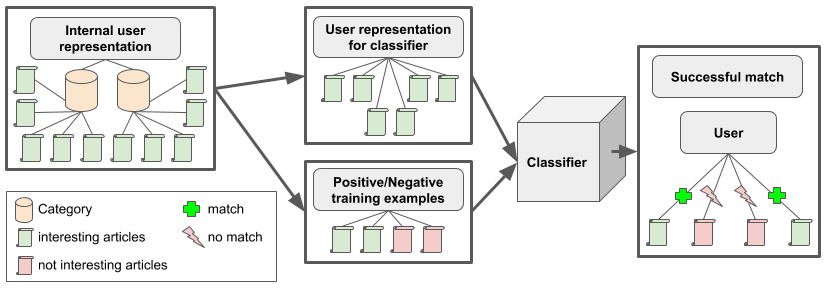 Internal user
representation
User representation
for classifier
Positive/Negative
training examples
Classifier
Successful match
User
Category
interesting articles
not interesting articles
match
no match